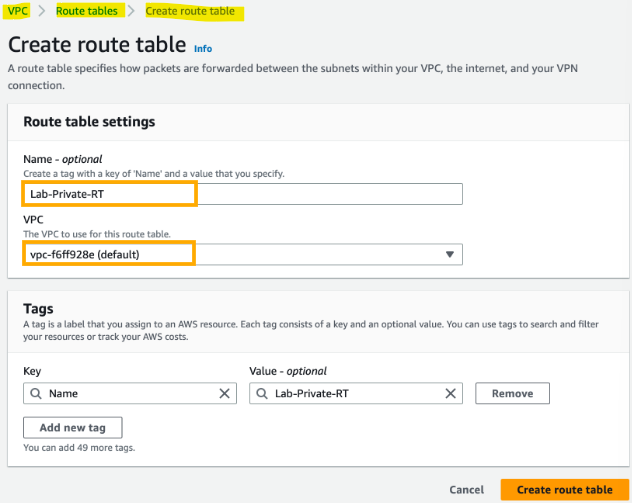 VPC > Route tables > Create route table
Create route table Info
A route table specifies how packets are forwarded between the subnets within your VPC, the internet, and your VPN
connection.
Route table settings
Name - optional
Create a tag with a key of 'Name' and a value that you specify.
Lab-Private-RT
VPC
The VPC to use for this route table.
vpc-f6ff928e (default)
Tags
A tag is a label that you assign to an AWS resource. Each tag consists of a key and an optional value. You can use tags to search and filter
your resources or track your AWS costs.
Key Value - optional
Name Lab-Private-RT Remove
Add new tag
You can add 49 more tags.
Cancel Create route table